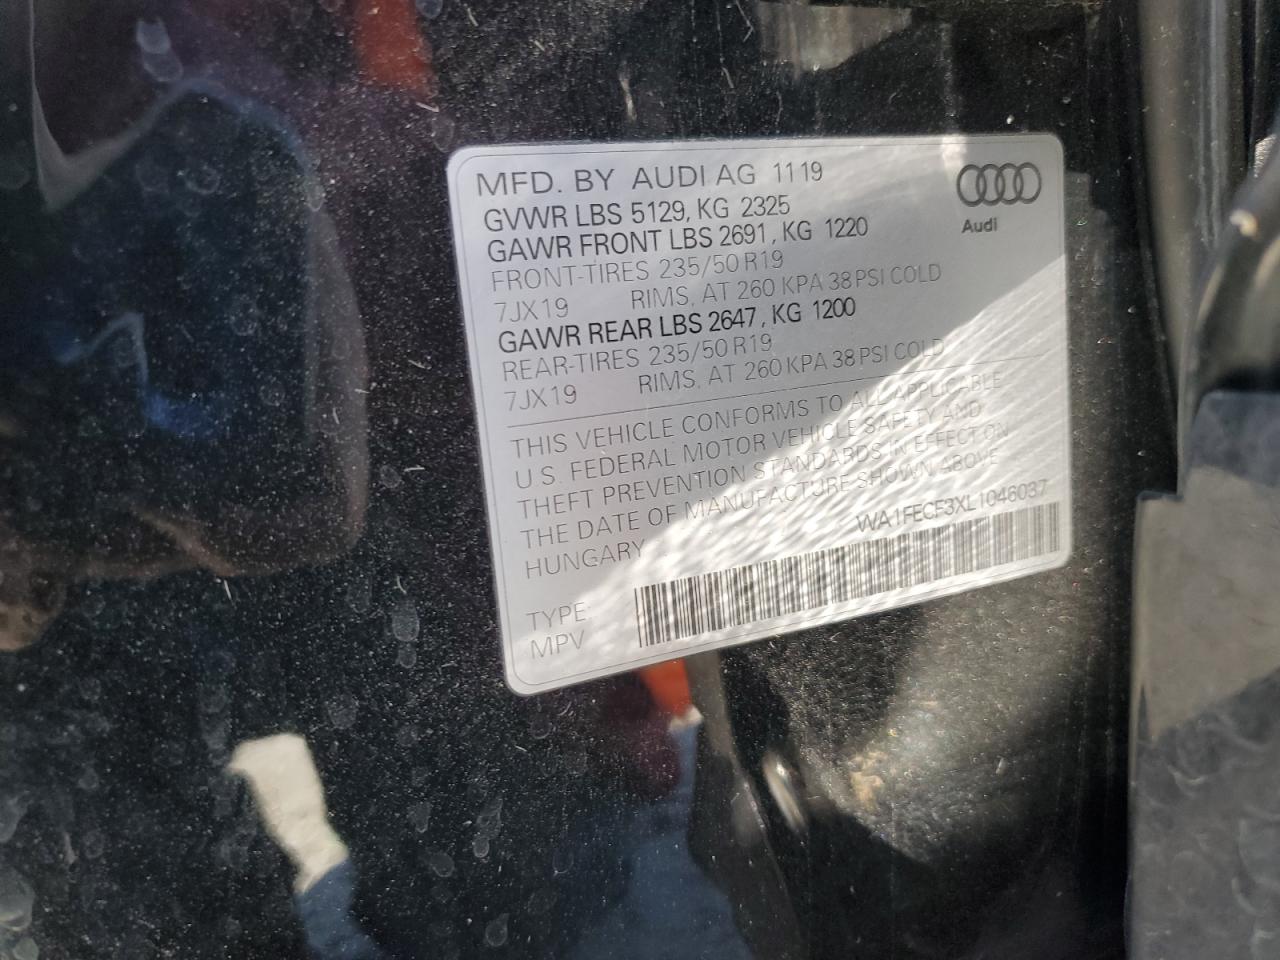 MFD. BY AUDI AG 1119
Audi
GVWR LBS 5129, KG 2325
GAWR FRONT LBS 2691, KG 1220
FRONT-TIRES 235/50 R19
7JX19 RIMS, AT 260 KPA 38 PSI COLD
GAWR REAR LBS 2647, KG 1200
REAR-TIRES 235/50 R19
7JX19 RIMS, AT 260 KPA 38 PSI COLD
THIS VEHICLE CONFORMS TO ALL APPLICABLE
U.S. FEDERAL MOTOR VEHICLE SAFETY AND
THEFT PREVENTION STANDARDS IN EFFECT ON
THE DATE OF MANUFACTURE SHOWN ABOVE
HUNGARY WA1FECF3XL1046037
TYPE:
MPV